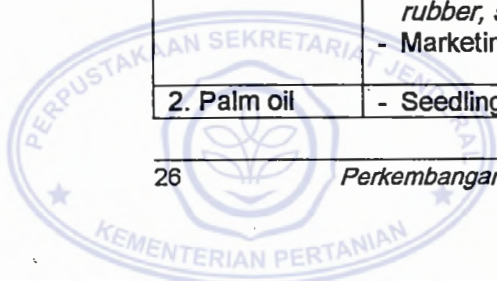 rubber,
- Marketin
2. Palm oil
- Seedling
26
Perkembangan
PERPUSTAKAAN SEKRETARIAT JENDERAL
KEMENTERIAN PERTANIAN